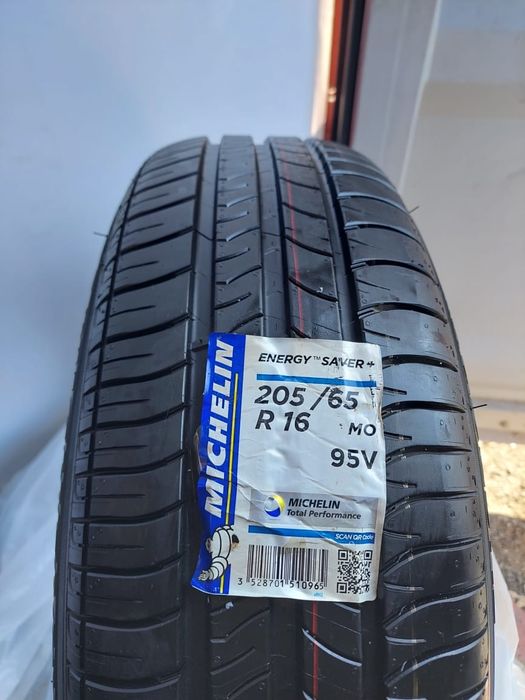 MICHELIN
ENERGY™ SAVER +
205 /65
R 16 MO
95V
MICHELIN
Total Performance
SCAN QR Code
3 528701 510965